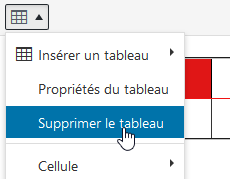 Insérer un tableau
Propriétés du tableau
Supprimer le tableau
Cellule